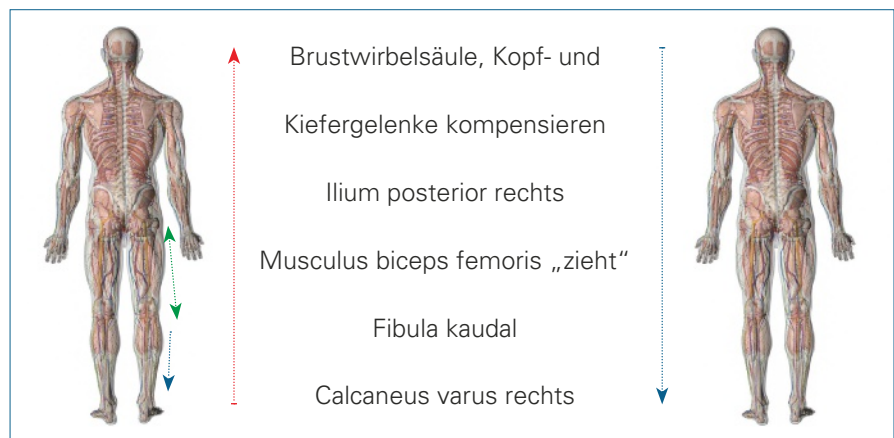 Brustwirbelsäule, Kopf- und
Kiefergelenke kompensieren
Ilium posterior rechts
Musculus biceps femoris „zieht“
Fibula kaudal
Calcaneus varus rechts